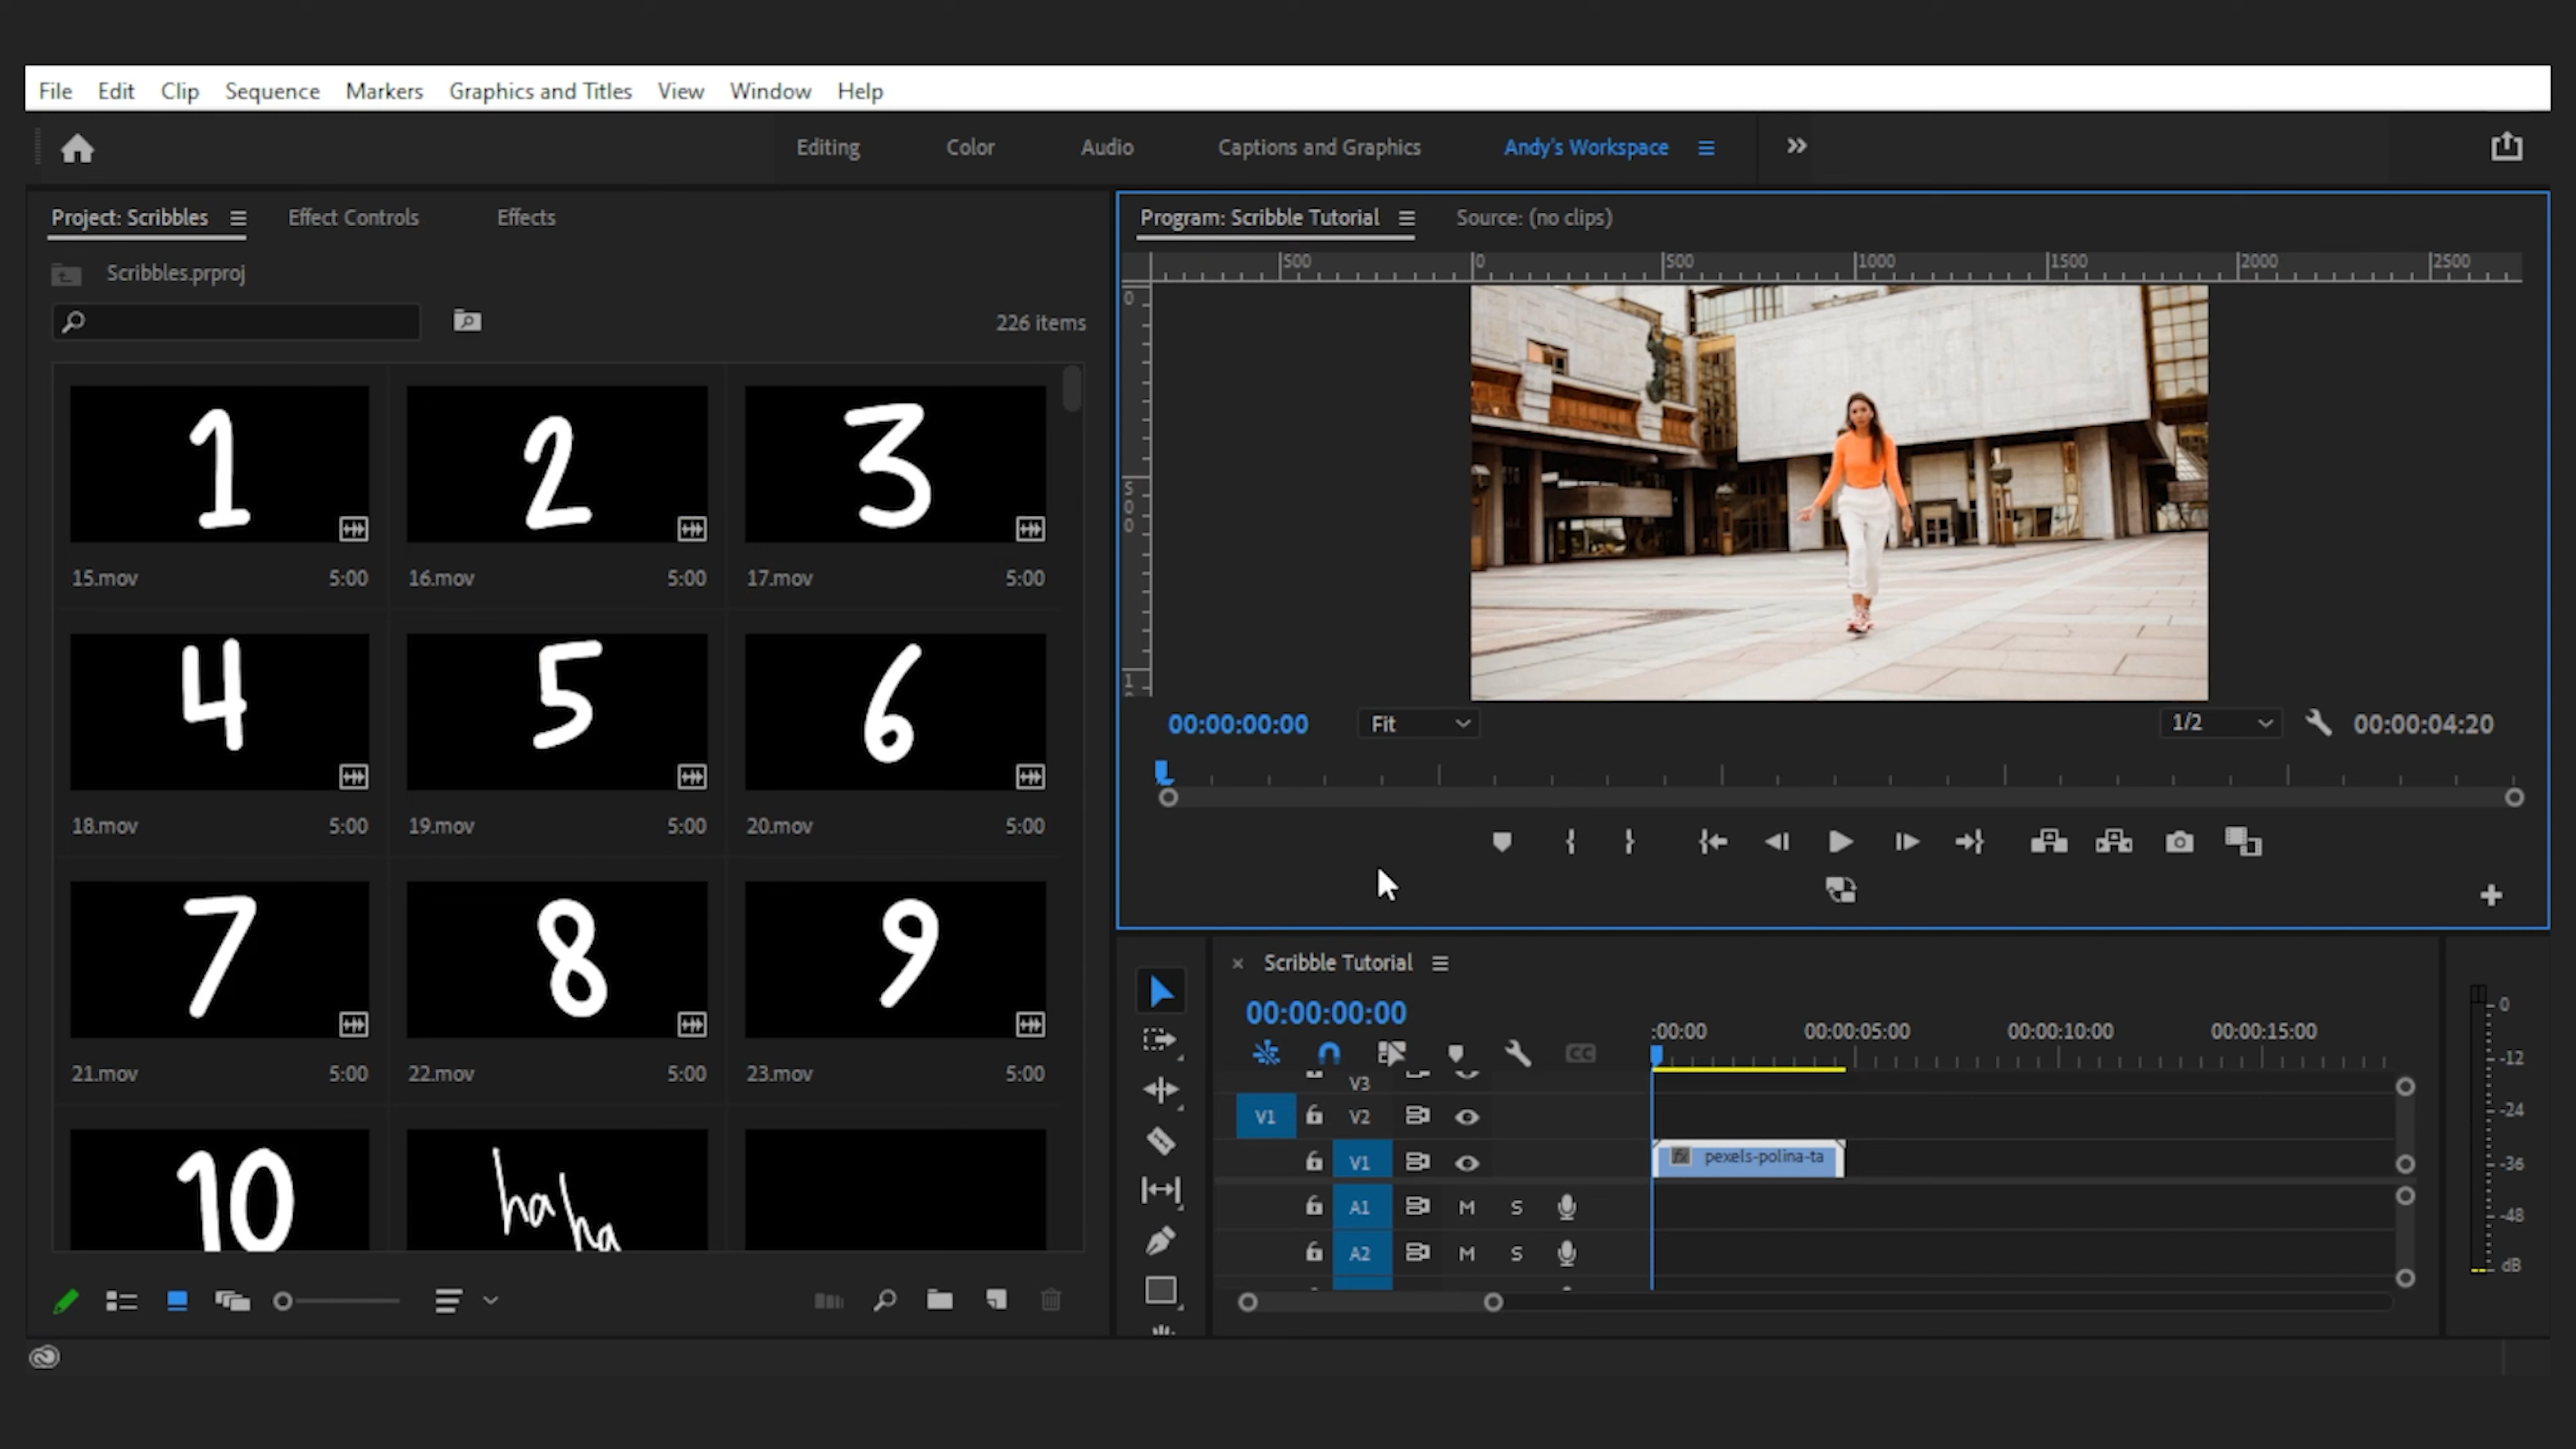 File Edit Clip Sequence Markers Graphics and Titles View Window Help
Editing Color Audio Captions and Graphics Andy's Workspace
Project: Scribbles Effect Controls Effects
Scribbles.prproj
226 items
1 2 3
15.mov 5:00 16.mov 5:00 17.mov 5:00
4 5 6
18.mov 5:00 19.mov 5:00 20.mov 5:00
7 8 9
21.mov 5:00 22.mov 5:00 23.mov 5:00
10 haha
Program: Scribble Tutorial Source: (no clips)
500 0 500 1000 1500 2000 2500
0
500
1
00:00:00:00 Fit 1/2 00:00:04:20
Scribble Tutorial
00:00:00:00
:00:00 00:00:05:00 00:00:10:00 00:00:15:00
CC
V3
V1 V2
V1 fx pexels-polina-ta
A1 M S
A2 M S
0
-12
-24
-36
-48
dB